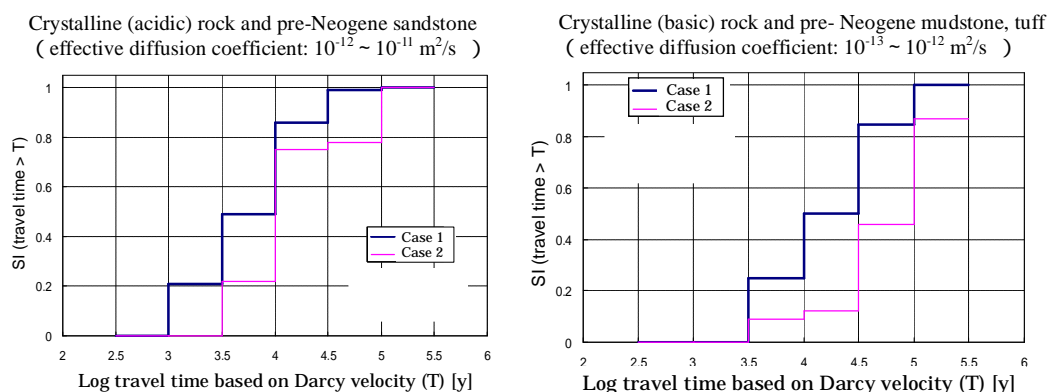 Crystalline (acidic) rock and pre-Neogene sandstone
( effective diffusion coefficient: 10⁻¹² ~ 10⁻¹¹ m²/s )
1
0.8
0.6
0.4
0.2
0
SI (travel time > T)
Case 1
Case 2
2 2.5 3 3.5 4 4.5 5 5.5 6
Log travel time based on Darcy velocity (T) [y]
Crystalline (basic) rock and pre- Neogene mudstone, tuff
( effective diffusion coefficient: 10⁻¹³ ~ 10⁻¹² m²/s )
Case 1
Case 2
1
0.8
0.6
0.4
0.2
0
SI (travel time > T)
2 2.5 3 3.5 4 4.5 5 5.5 6
Log travel time based on Darcy velocity (T) [y]